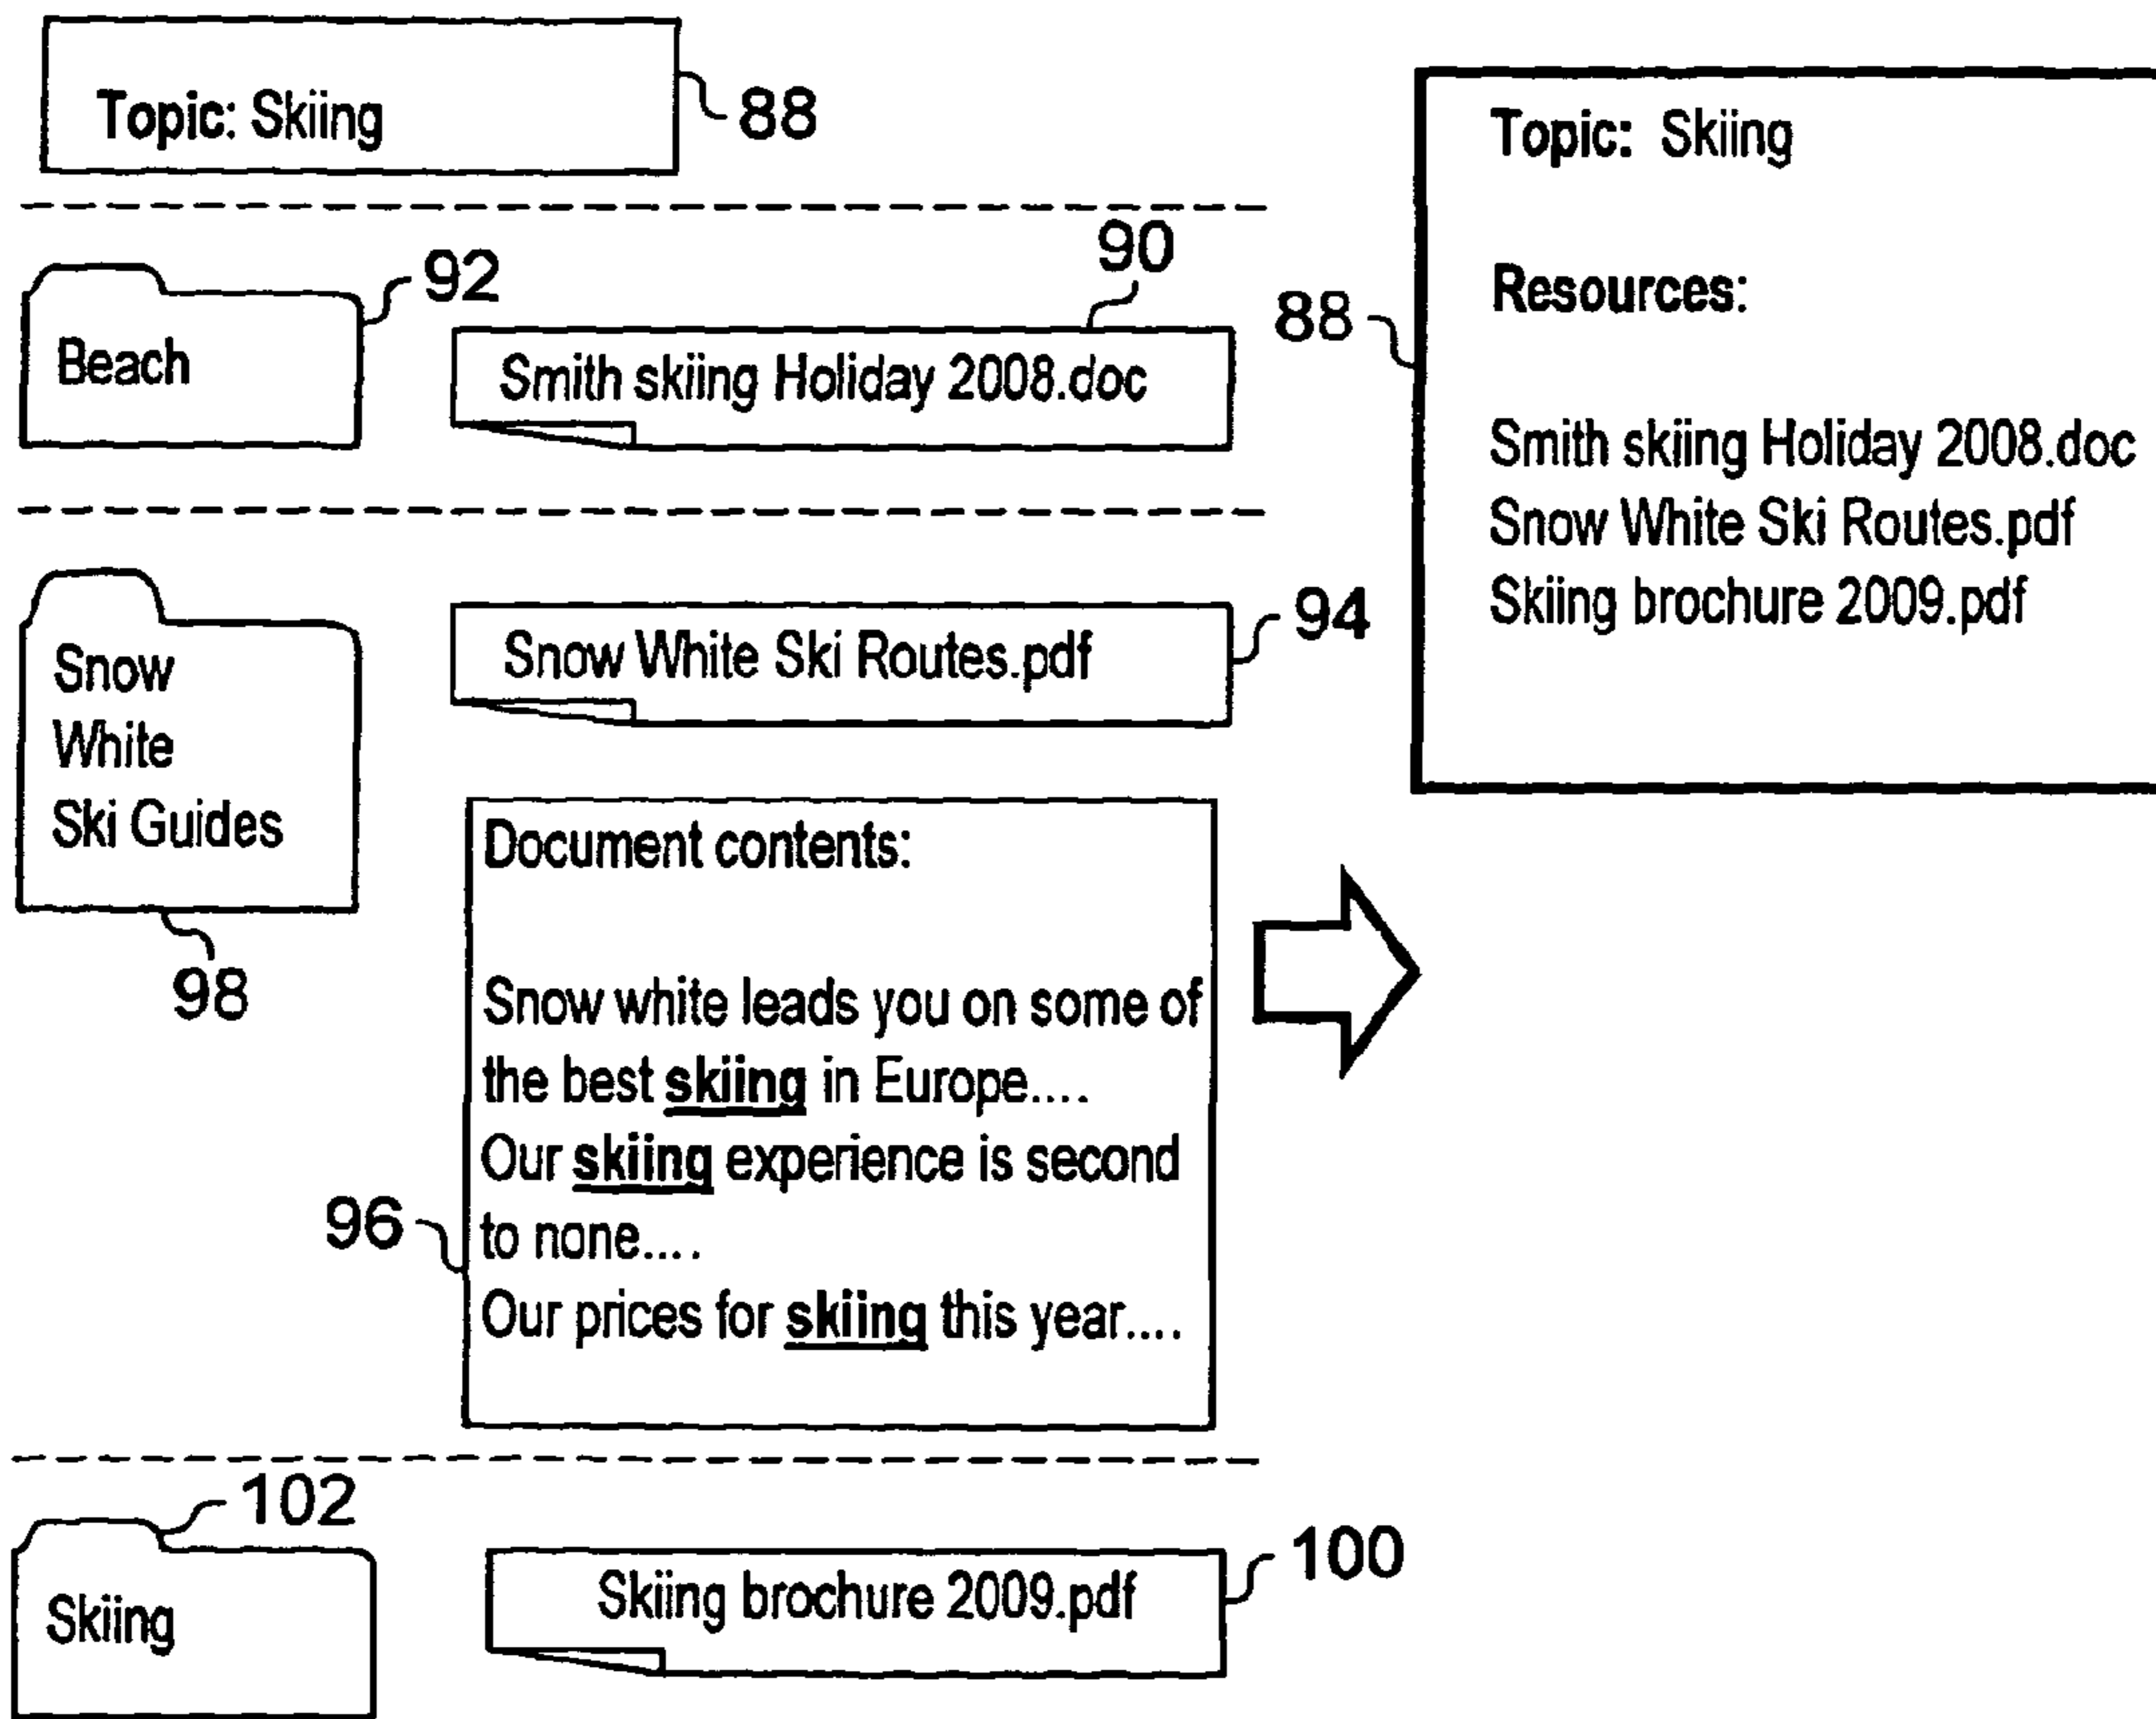 Topic: Skiing
88
92
Beach
90
Smith skiing Holiday 2008.doc
Snow
White
Ski Guides
98
Snow White Ski Routes.pdf
94
Document contents:
Snow white leads you on some of
the best skiing in Europe....
Our skiing experience is second
to none....
Our prices for skiing this year....
96
102
Skiing
Skiing brochure 2009.pdf
100
88
Topic: Skiing
Resources:
Smith skiing Holiday 2008.doc
Snow White Ski Routes.pdf
Skiing brochure 2009.pdf